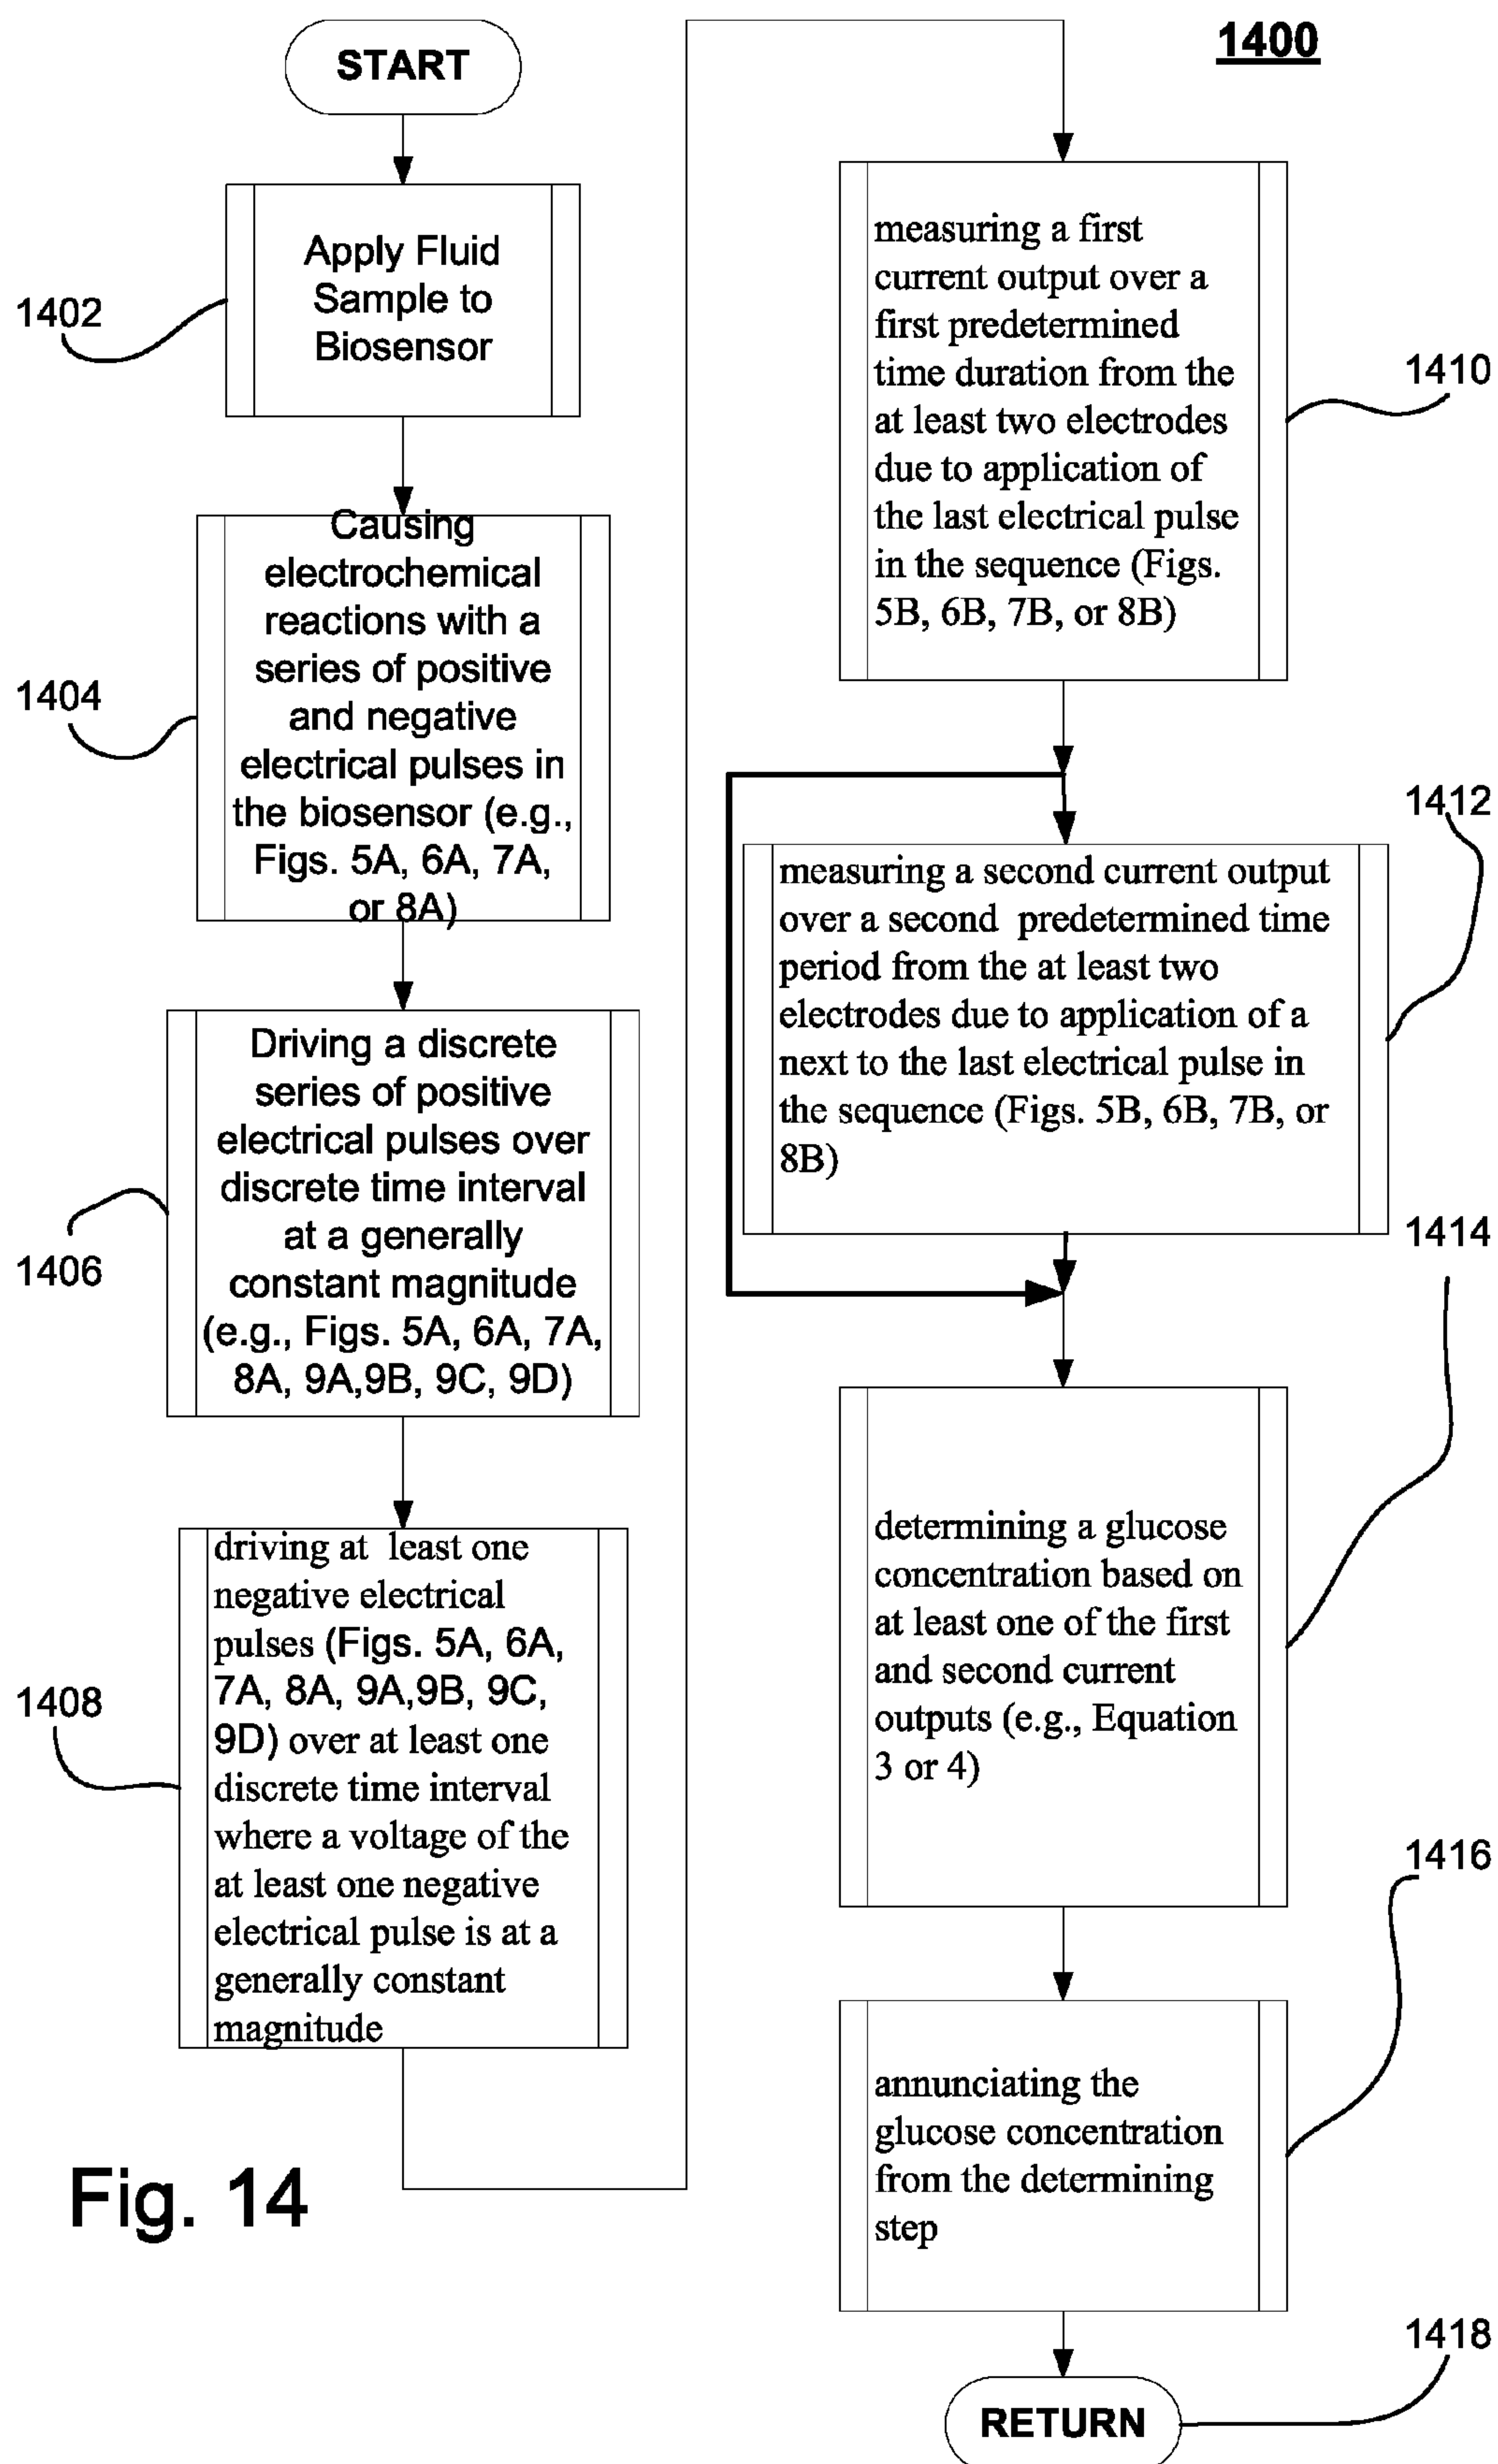 1400
START
1402
Apply Fluid
Sample to
Biosensor
1404
Causing
electrochemical
reactions with a
series of positive
and negative
electrical pulses in
the biosensor (e.g.,
Figs. 5A, 6A, 7A,
or 8A)
1406
Driving a discrete
series of positive
electrical pulses over
discrete time interval
at a generally
constant magnitude
(e.g., Figs. 5A, 6A, 7A,
8A, 9A,9B, 9C, 9D)
1408
driving at least one
negative electrical
pulses (Figs. 5A, 6A,
7A, 8A, 9A,9B, 9C,
9D) over at least one
discrete time interval
where a voltage of the
at least one negative
electrical pulse is at a
generally constant
magnitude
1410
measuring a first
current output over a
first predetermined
time duration from the
at least two electrodes
due to application of
the last electrical pulse
in the sequence (Figs.
5B, 6B, 7B, or 8B)
1412
measuring a second current output
over a second predetermined time
period from the at least two
electrodes due to application of a
next to the last electrical pulse in
the sequence (Figs. 5B, 6B, 7B, or
8B)
1414
determining a glucose
concentration based on
at least one of the first
and second current
outputs (e.g., Equation
3 or 4)
1416
annunciating the
glucose concentration
from the determining
step
1418
RETURN
Fig. 14